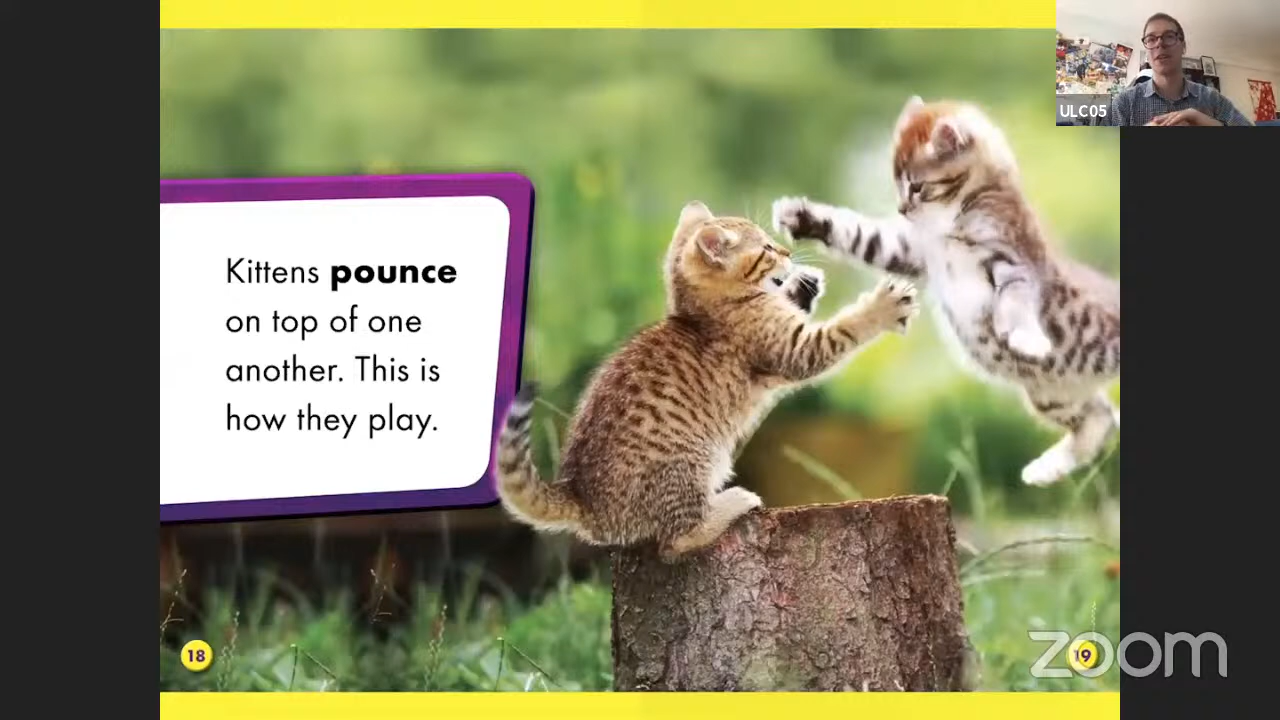 ULC05
Kittens pounce
on top of one
another. This is
how they play.
18
19
zoom